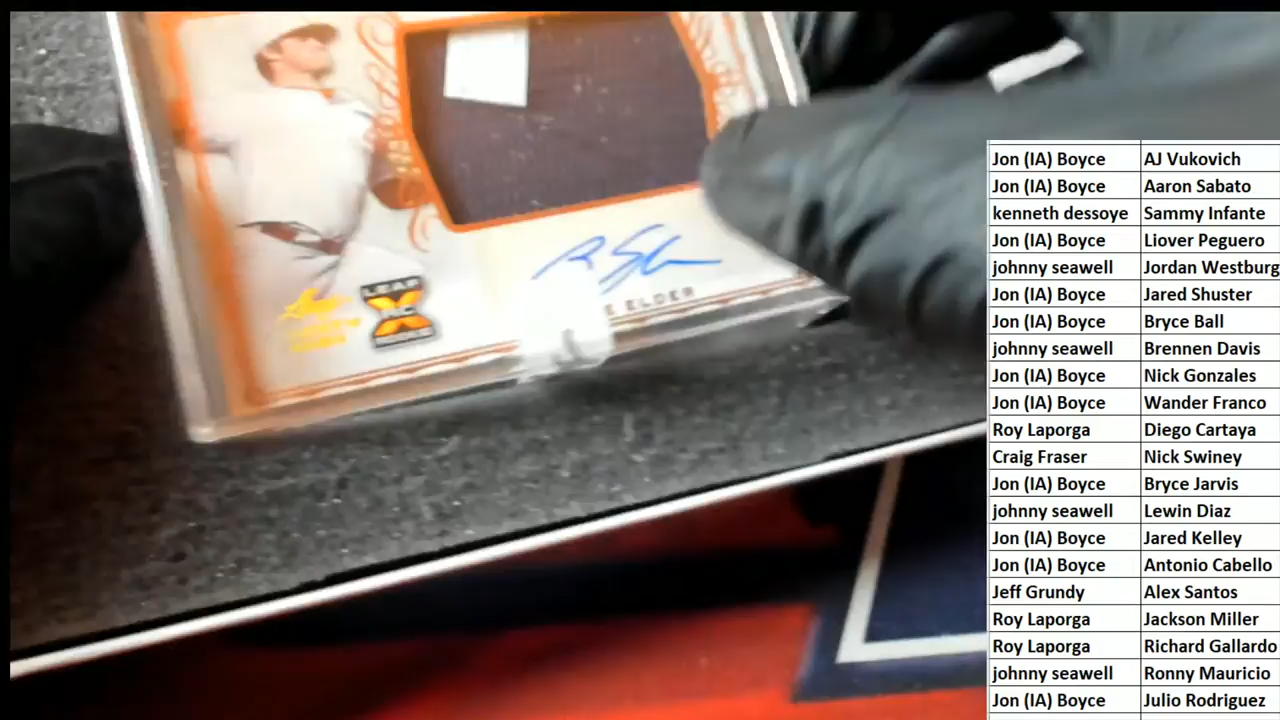 LEAF
RC
E ELDER
Jon (IA) Boyce AJ Vukovich
Jon (IA) Boyce Aaron Sabato
kenneth dessoye Sammy Infante
Jon (IA) Boyce Liover Peguero
johnny seawell Jordan Westburg
Jon (IA) Boyce Jared Shuster
Jon (IA) Boyce Bryce Ball
johnny seawell Brennen Davis
Jon (IA) Boyce Nick Gonzales
Jon (IA) Boyce Wander Franco
Roy Laporga Diego Cartaya
Craig Fraser Nick Swiney
Jon (IA) Boyce Bryce Jarvis
johnny seawell Lewin Diaz
Jon (IA) Boyce Jared Kelley
Jon (IA) Boyce Antonio Cabello
Jeff Grundy Alex Santos
Roy Laporga Jackson Miller
Roy Laporga Richard Gallardo
johnny seawell Ronny Mauricio
Jon (IA) Boyce Julio Rodriguez